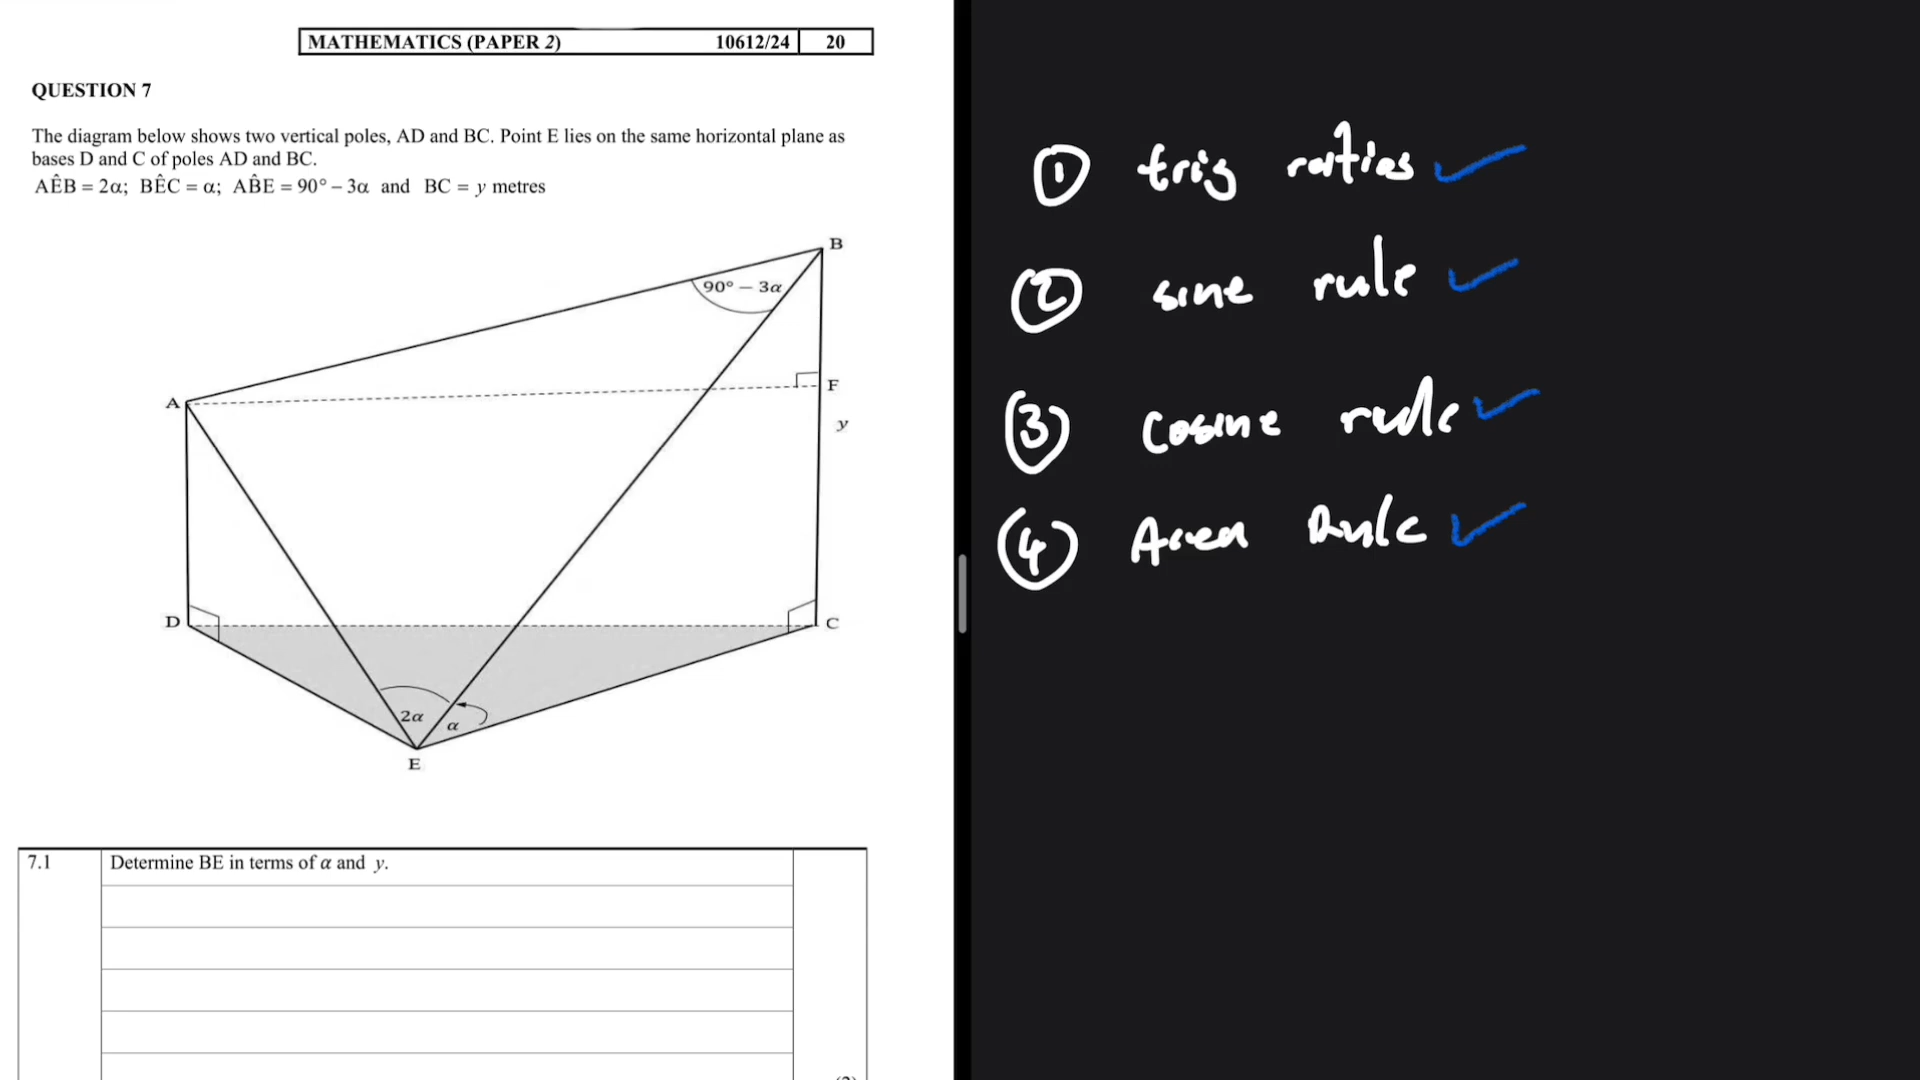 MATHEMATICS (PAPER 2) 10612/24 20
QUESTION 7
The diagram below shows two vertical poles, AD and BC. Point E lies on the same horizontal plane as
bases D and C of poles AD and BC.
AÊB = 2α; BÊC = α; AB̂E = 90° – 3α and BC = y metres
B
90° – 3α
A
F
y
D
C
2α
α
E
7.1 Determine BE in terms of α and y.
① trig ratios ✓
② sine rule ✓
③ Cosine rule ✓
④ Area Rule ✓